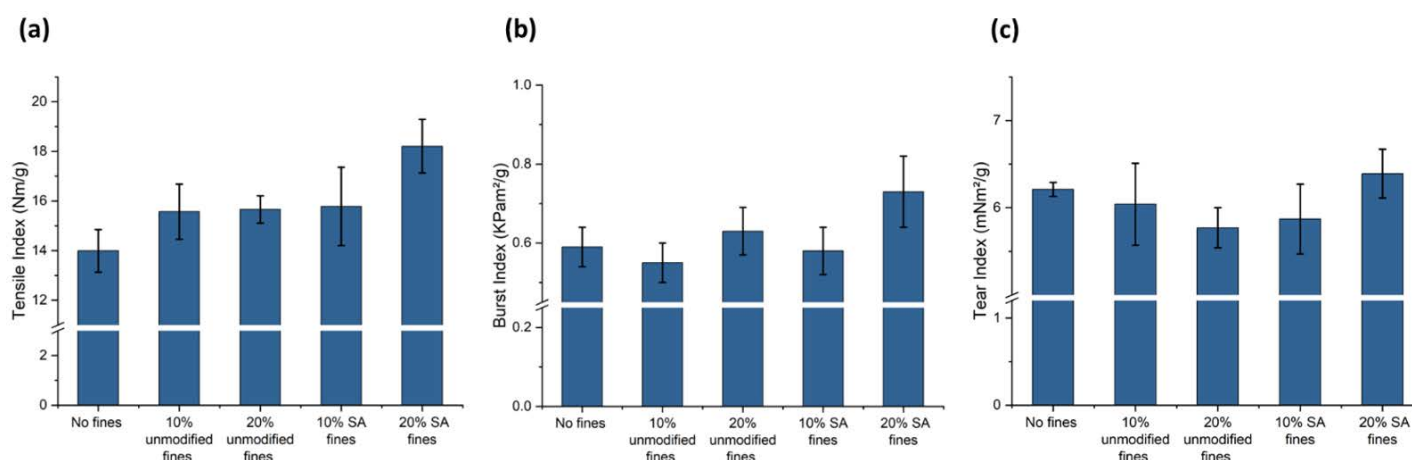 (a)
Tensile Index (Nm/g)
20
18
16
14
12
2
0
No fines
10%
unmodified
fines
20%
unmodified
fines
10% SA
fines
20% SA
fines
(b)
Burst Index (KPam²/g)
1.0
0.8
0.6
0.2
0.0
No fines
10%
unmodified
fines
20%
unmodified
fines
10% SA
fines
20% SA
fines
(c)
Tear Index (mNm²/g)
7
6
1
0
No fines
10%
unmodified
fines
20%
unmodified
fines
10% SA
fines
20% SA
fines